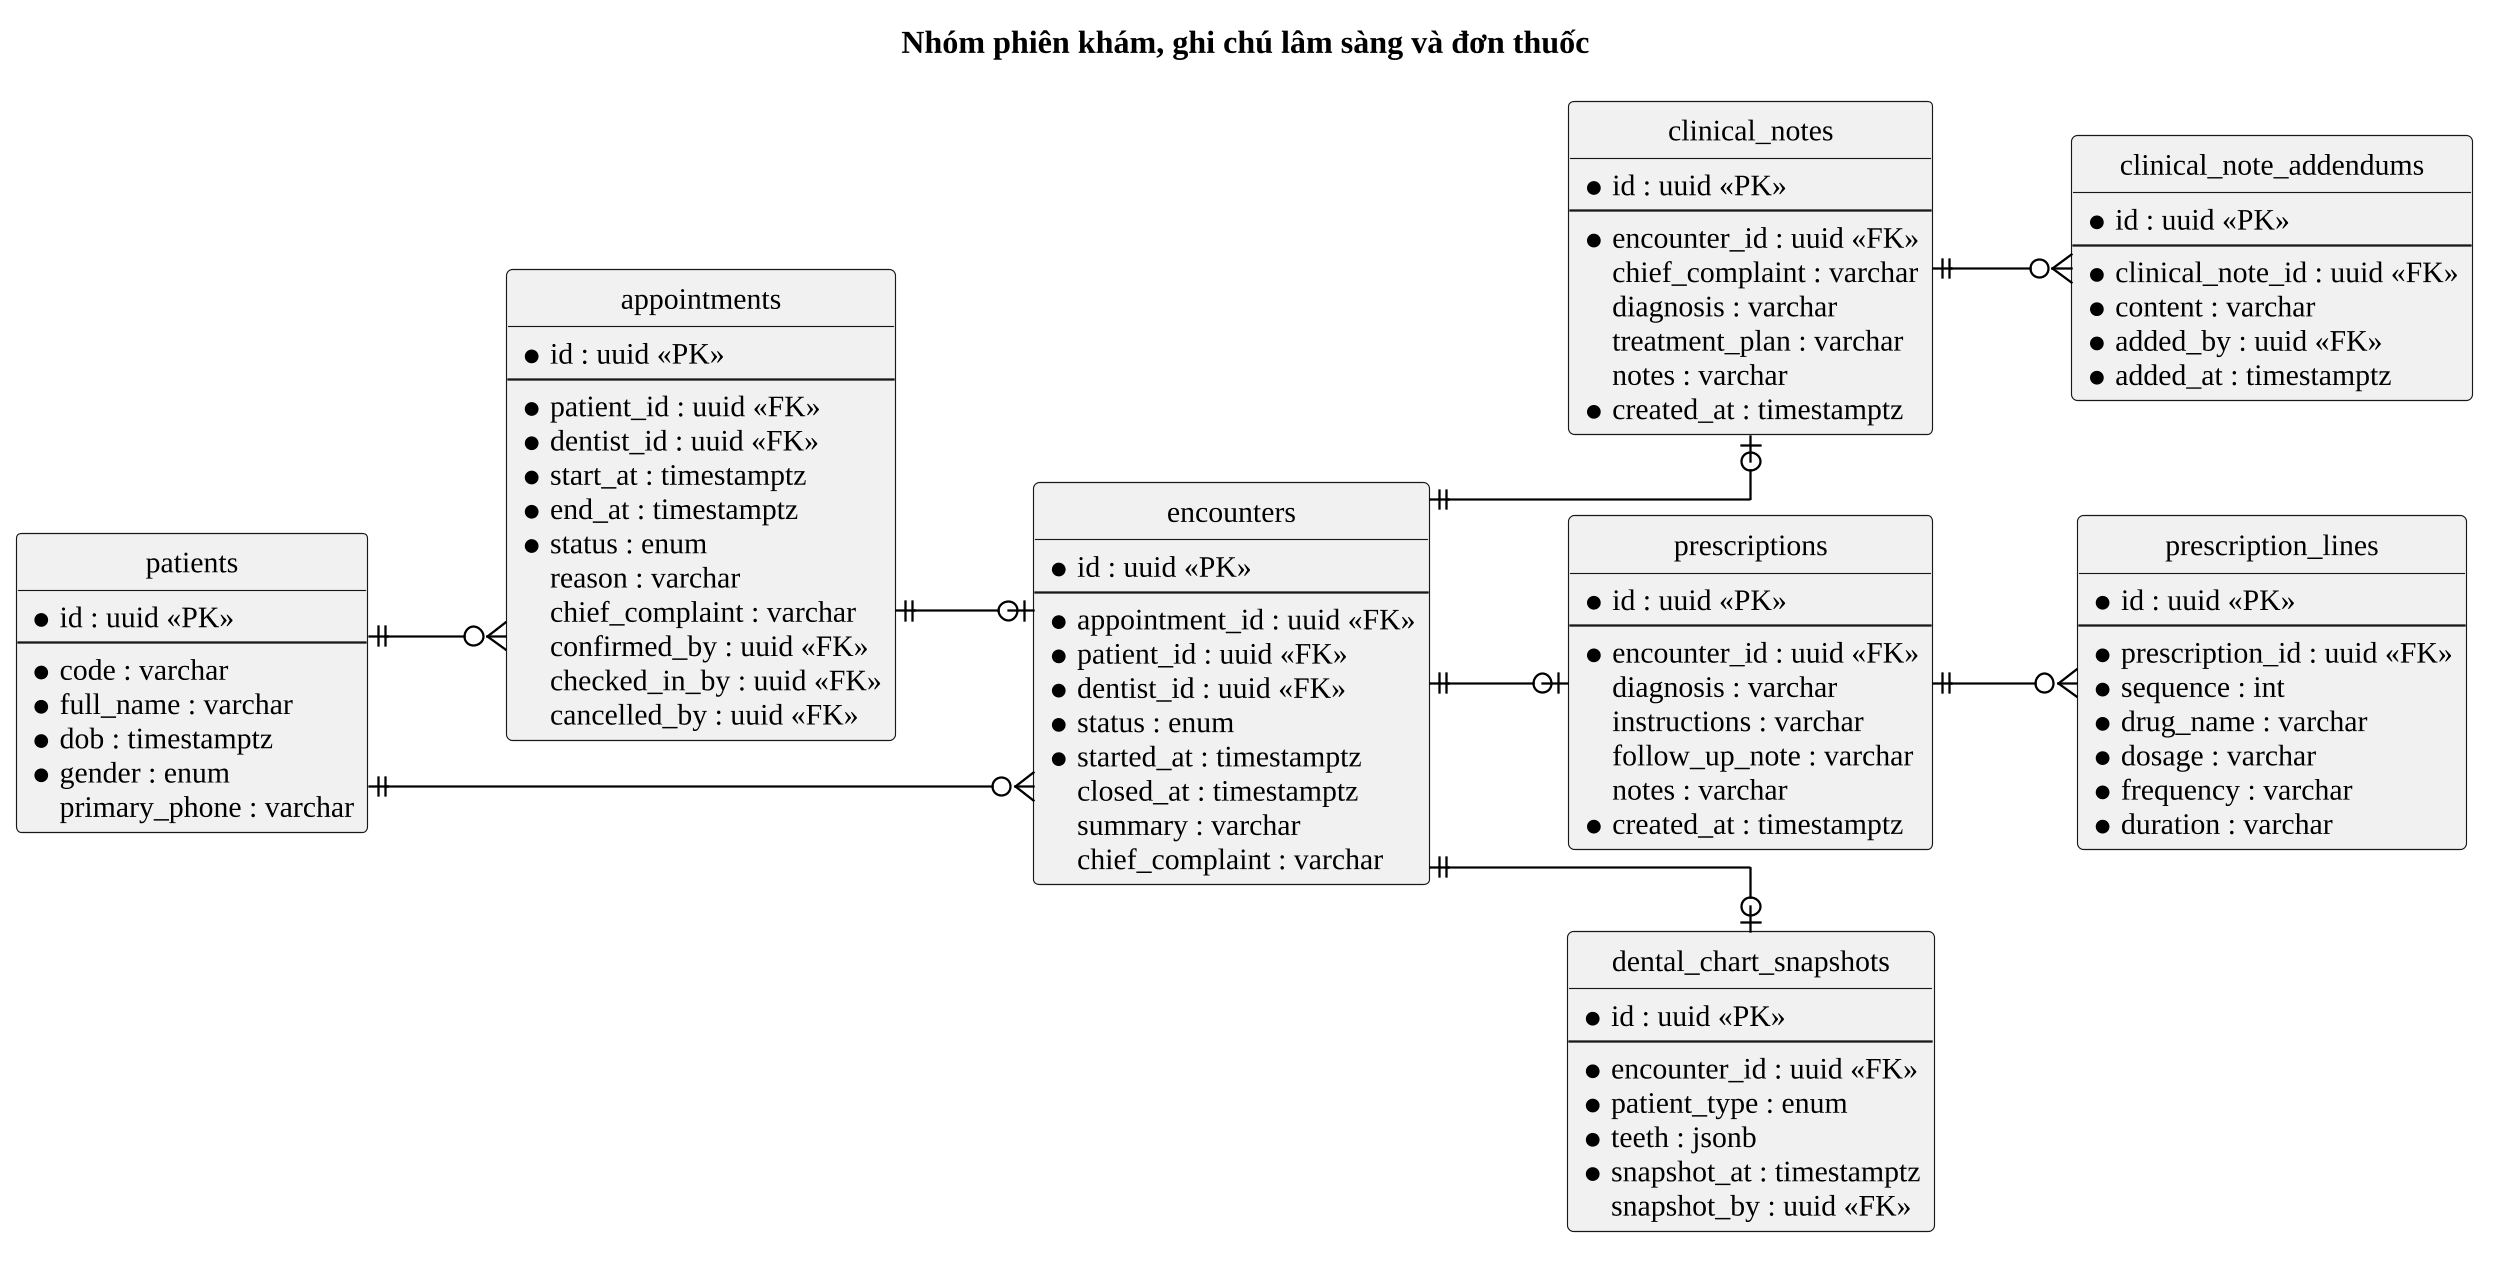 Nhóm phiên khám, ghi chú lâm sàng và đơn thuốc
patients
id : uuid «PK»
code : varchar
full_name : varchar
dob : timestamptz
gender : enum
primary_phone : varchar
appointments
id : uuid «PK»
patient_id : uuid «FK»
dentist_id : uuid «FK»
start_at : timestamptz
end_at : timestamptz
status : enum
reason : varchar
chief_complaint : varchar
confirmed_by : uuid «FK»
checked_in_by : uuid «FK»
cancelled_by : uuid «FK»
encounters
id : uuid «PK»
appointment_id : uuid «FK»
patient_id : uuid «FK»
dentist_id : uuid «FK»
status : enum
started_at : timestamptz
closed_at : timestamptz
summary : varchar
chief_complaint : varchar
clinical_notes
id : uuid «PK»
encounter_id : uuid «FK»
chief_complaint : varchar
diagnosis : varchar
treatment_plan : varchar
notes : varchar
created_at : timestamptz
clinical_note_addendums
id : uuid «PK»
clinical_note_id : uuid «FK»
content : varchar
added_by : uuid «FK»
added_at : timestamptz
prescriptions
id : uuid «PK»
encounter_id : uuid «FK»
diagnosis : varchar
instructions : varchar
follow_up_note : varchar
notes : varchar
created_at : timestamptz
prescription_lines
id : uuid «PK»
prescription_id : uuid «FK»
sequence : int
drug_name : varchar
dosage : varchar
frequency : varchar
duration : varchar
dental_chart_snapshots
id : uuid «PK»
encounter_id : uuid «FK»
patient_type : enum
teeth : jsonb
snapshot_at : timestamptz
snapshot_by : uuid «FK»